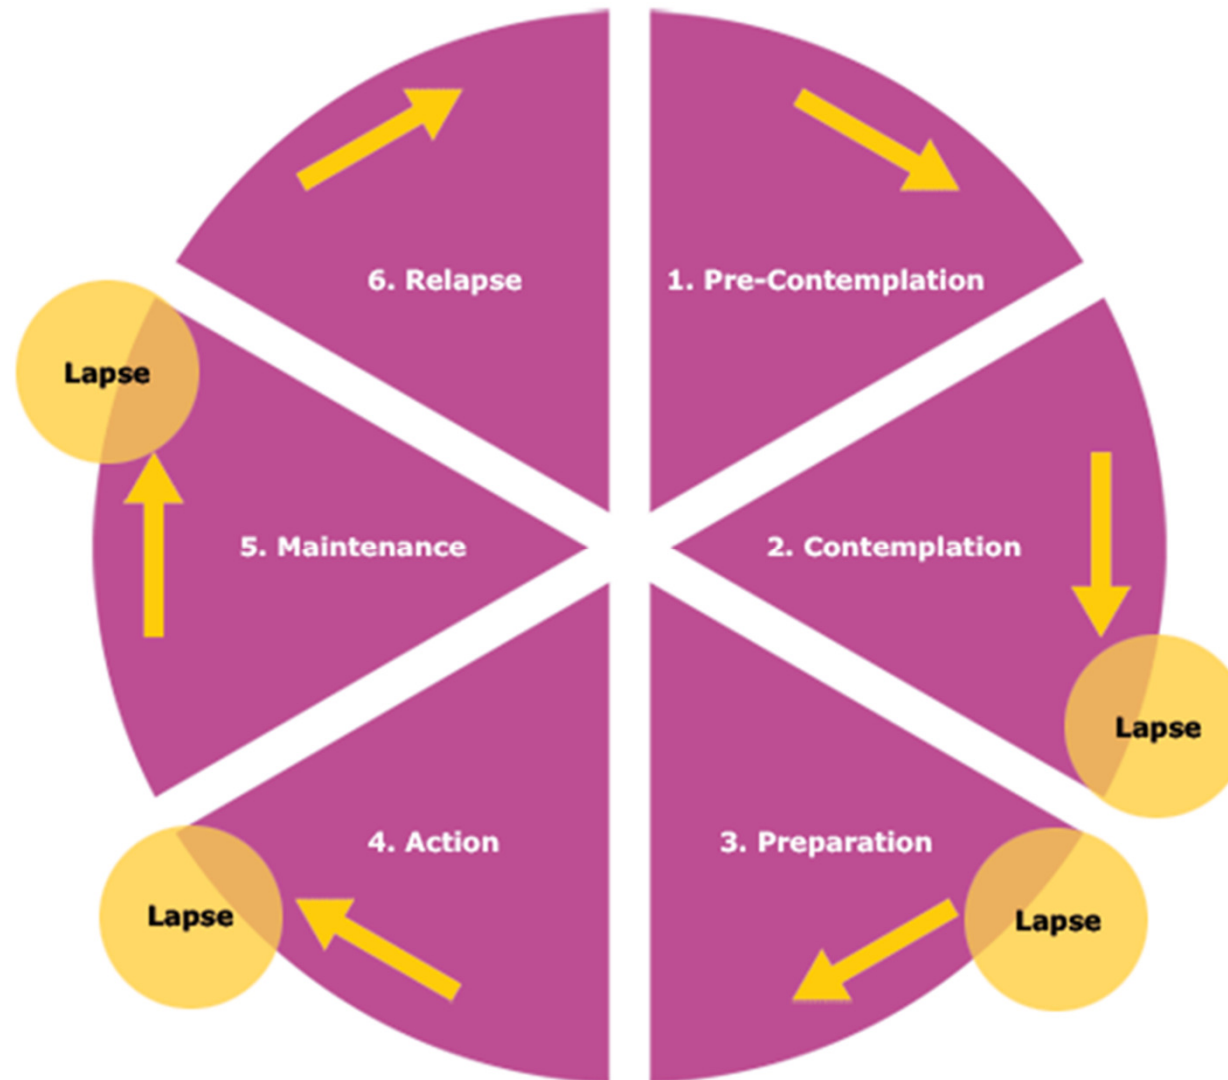 6. Relapse
1. Pre-Contemplation
Lapse
5. Maintenance
2. Contemplation
Lapse
4. Action
3. Preparation
Lapse
Lapse